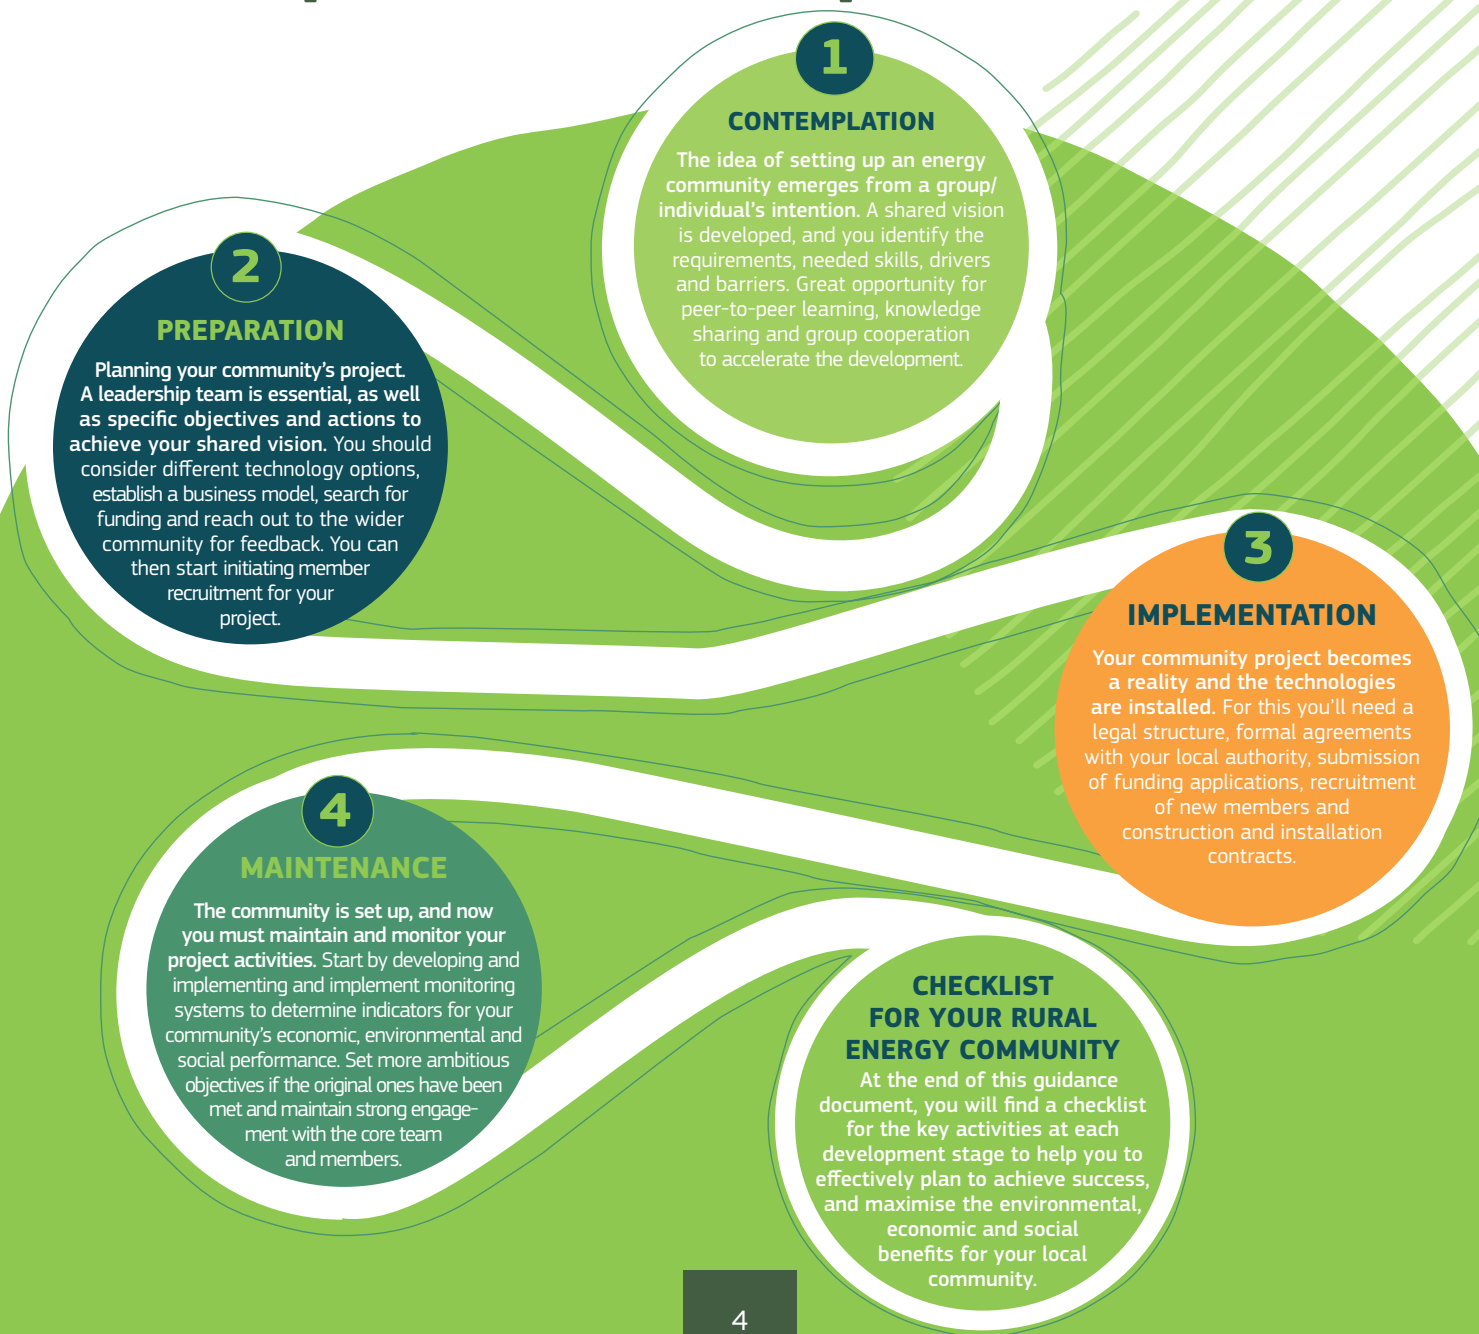 1
CONTEMPLATION
The idea of setting up an energy
community emerges from a group/
individual's intention. A shared vision
is developed, and you identify the
requirements, needed skills, drivers
and barriers. Great opportunity for
peer-to-peer learning, knowledge
sharing and group cooperation
to accelerate the development.
2
PREPARATION
Planning your community's project.
A leadership team is essential, as well
as specific objectives and actions to
achieve your shared vision. You should
consider different technology options,
establish a business model, search for
funding and reach out to the wider
community for feedback. You can
then start initiating member
recruitment for your
project.
3
IMPLEMENTATION
Your community project becomes
a reality and the technologies
are installed. For this you'll need a
legal structure, formal agreements
with your local authority, submission
of funding applications, recruitment
of new members and
construction and installation
contracts.
4
MAINTENANCE
The community is set up, and now
you must maintain and monitor your
project activities. Start by developing and
implementing and implement monitoring
systems to determine indicators for your
community's economic, environmental and
social performance. Set more ambitious
objectives if the original ones have been
met and maintain strong engage-
ment with the core team
and members.
CHECKLIST
FOR YOUR RURAL
ENERGY COMMUNITY
At the end of this guidance
document, you will find a checklist
for the key activities at each
development stage to help you to
effectively plan to achieve success,
and maximise the environmental,
economic and social
benefits for your local
community.
4